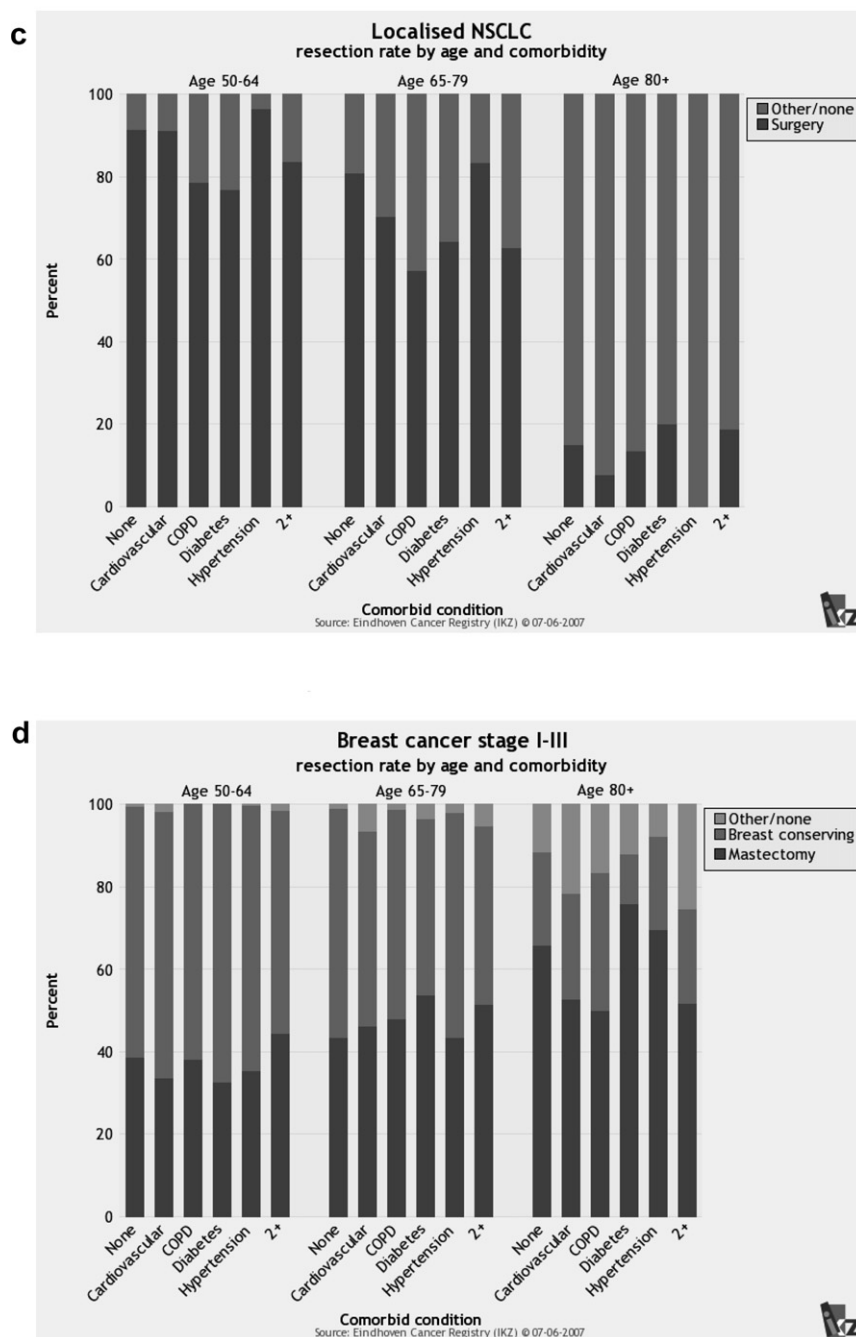 c
Localised NSCLC
resection rate by age and comorbidity
Age 50-64 Age 65-79 Age 80+
Other/none
Surgery
Percent
100
80
60
40
20
0
None Cardiovascular COPD Diabetes Hypertension 2+ None Cardiovascular COPD Diabetes Hypertension 2+ None Cardiovascular COPD Diabetes Hypertension 2+
Comorbid condition
Source: Eindhoven Cancer Registry (IKZ) © 07-06-2007
ikz
d
Breast cancer stage I-III
resection rate by age and comorbidity
Age 50-64 Age 65-79 Age 80+
Other/none
Breast conserving
Mastectomy
Percent
100
80
60
40
20
0
None Cardiovascular COPD Diabetes Hypertension 2+ None Cardiovascular COPD Diabetes Hypertension 2+ None Cardiovascular COPD Diabetes Hypertension 2+
Comorbid condition
Source: Eindhoven Cancer Registry (IKZ) © 07-06-2007
ikz